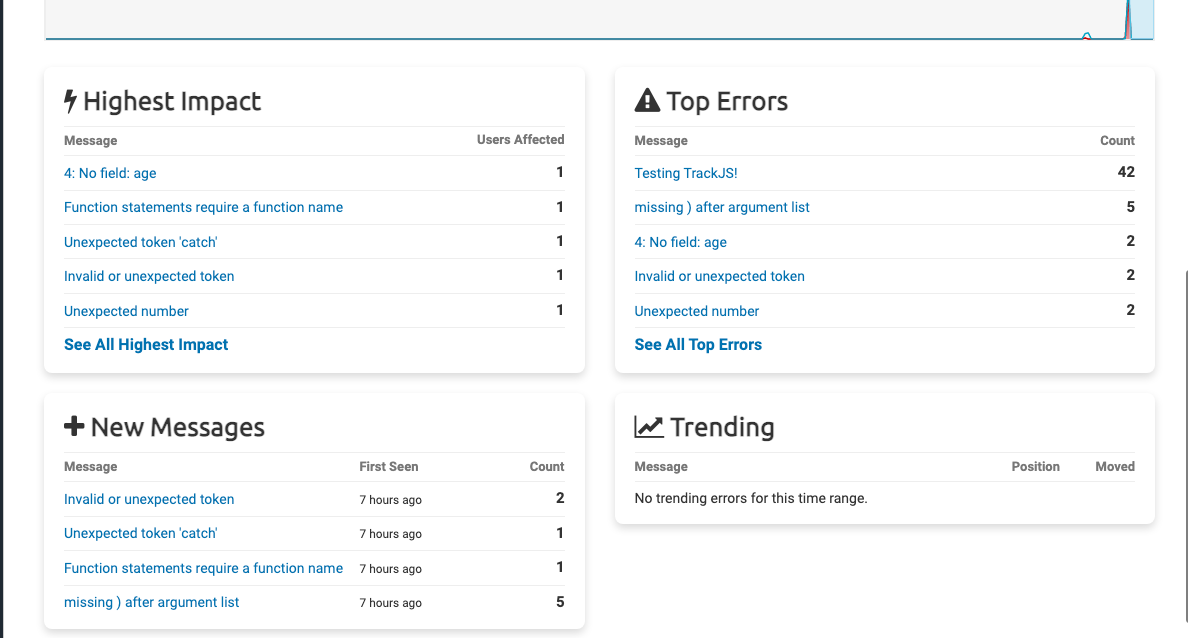 Highest Impact
Message Users Affected
4: No field: age 1
Function statements require a function name 1
Unexpected token 'catch' 1
Invalid or unexpected token 1
Unexpected number 1
See All Highest Impact
Top Errors
Message Count
Testing TrackJS! 42
missing ) after argument list 5
4: No field: age 2
Invalid or unexpected token 2
Unexpected number 2
See All Top Errors
New Messages
Message First Seen Count
Invalid or unexpected token 7 hours ago 2
Unexpected token 'catch' 7 hours ago 1
Function statements require a function name 7 hours ago 1
missing ) after argument list 7 hours ago 5
Trending
Message Position Moved
No trending errors for this time range.